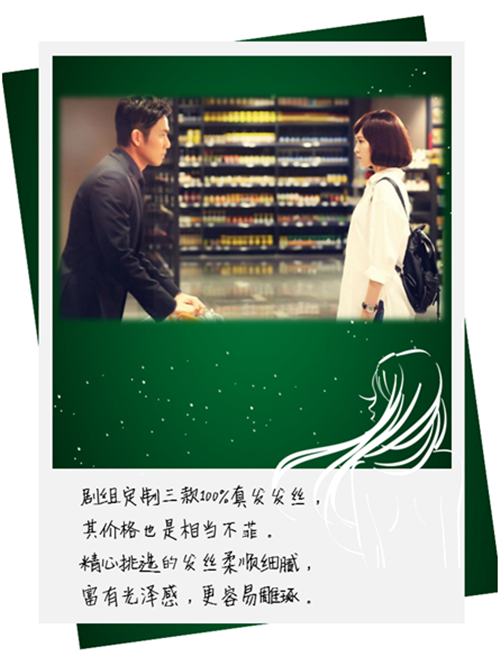 剧组定制三款100%真发发丝，
其价格也是相当不菲。
精心挑选的发丝柔顺细腻，
富有光泽感，更容易雕琢。